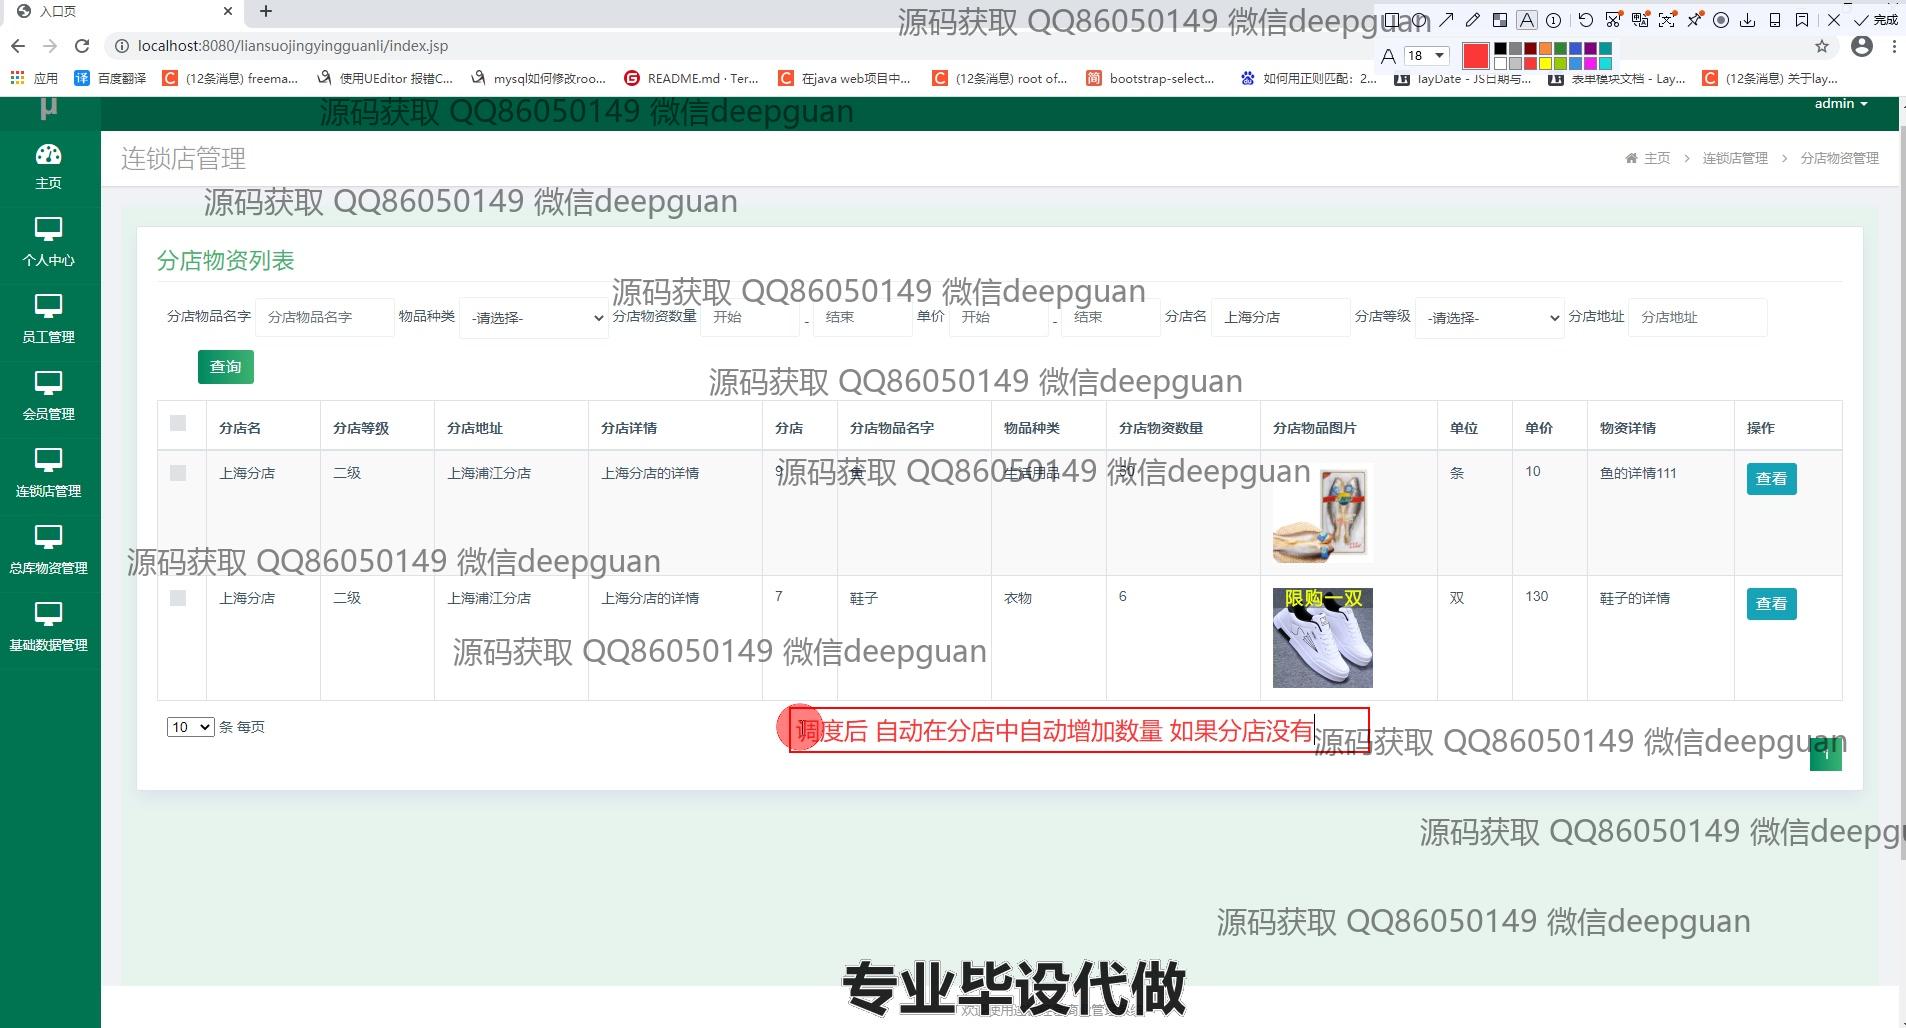 入口页
源码获取 QQ86050149 微信deepguan
完成
localhost:8080/liansuojingyingguanli/index.jsp
18
应用
百度翻译
(12条消息) freema...
使用UEditor 报错C...
mysql如何修改roo...
README.md · Ter...
在java web项目中...
(12条消息) root of...
bootstrap-select...
如何用正则匹配：2...
layDate - JS日期与...
表单模块文档 - Lay...
(12条消息) 关于lay...
μ
源码获取 QQ86050149 微信deepguan
admin
连锁店管理
主页 > 连锁店管理 > 分店物资管理
源码获取 QQ86050149 微信deepguan
主页
个人中心
员工管理
会员管理
连锁店管理
总库物资管理
基础数据管理
分店物资列表
源码获取 QQ86050149 微信deepguan
分店物品名字 分店物品名字 物品种类 -请选择- 分店物资数量 开始 - 结束 单价 开始 - 结束 分店名 上海分店 分店等级 -请选择- 分店地址 分店地址
查询
源码获取 QQ86050149 微信deepguan
分店名 分店等级 分店地址 分店详情 分店 分店物品名字 物品种类 分店物资数量 分店物品图片 单位 单价 物资详情 操作
上海分店 二级 上海浦江分店 上海分店的详情 9 鱼 生活用品 50 条 10 鱼的详情111 查看
源码获取 QQ86050149 微信deepguan
源码获取 QQ86050149 微信deepguan
上海分店 二级 上海浦江分店 上海分店的详情 7 鞋子 衣物 6 限购一双 双 130 鞋子的详情 查看
源码获取 QQ86050149 微信deepguan
10 条 每页
调度后 自动在分店中自动增加数量 如果分店没有
源码获取 QQ86050149 微信deepguan
1
源码获取 QQ86050149 微信deepgu
源码获取 QQ86050149 微信deepguan
专业毕设代做